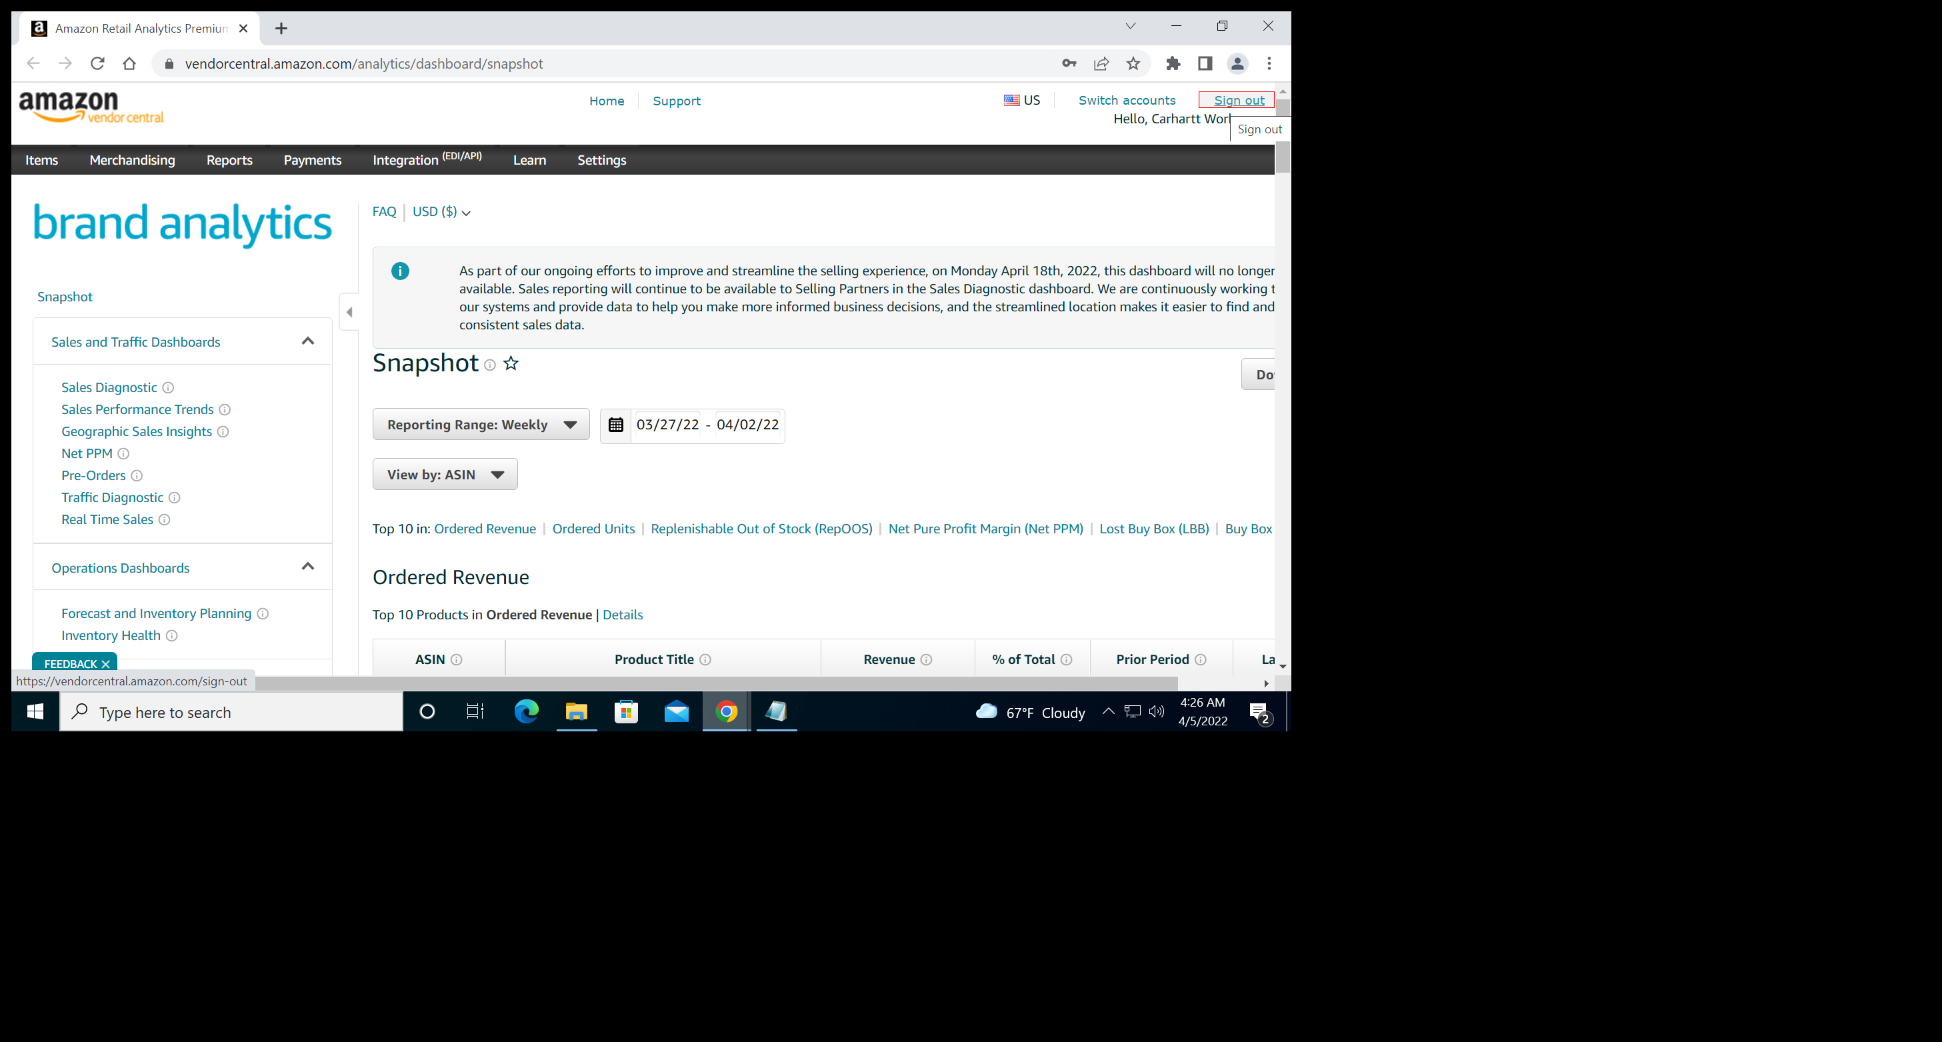 Amazon Retail Analytics Premium
vendorcentral.amazon.com/analytics/dashboard/snapshot
amazon
vendor central
Home
Support
US
Switch accounts
Sign out
Hello, Carhartt Worl
Sign out
Items
Merchandising
Reports
Payments
Integration (EDI/API)
Learn
Settings
brand analytics
FAQ
USD ($)
As part of our ongoing efforts to improve and streamline the selling experience, on Monday April 18th, 2022, this dashboard will no longer
available. Sales reporting will continue to be available to Selling Partners in the Sales Diagnostic dashboard. We are continuously working t
our systems and provide data to help you make more informed business decisions, and the streamlined location makes it easier to find and
consistent sales data.
Snapshot
Sales and Traffic Dashboards
Sales Diagnostic
Sales Performance Trends
Geographic Sales Insights
Net PPM
Pre-Orders
Traffic Diagnostic
Real Time Sales
Operations Dashboards
Forecast and Inventory Planning
Inventory Health
FEEDBACK
https://vendorcentral.amazon.com/sign-out
Snapshot
Do
Reporting Range: Weekly
03/27/22 - 04/02/22
View by: ASIN
Top 10 in: Ordered Revenue | Ordered Units | Replenishable Out of Stock (RepOOS) | Net Pure Profit Margin (Net PPM) | Lost Buy Box (LBB) | Buy Box
Ordered Revenue
Top 10 Products in Ordered Revenue | Details
ASIN
Product Title
Revenue
% of Total
Prior Period
La
Type here to search
67°F Cloudy
4:26 AM
4/5/2022
2